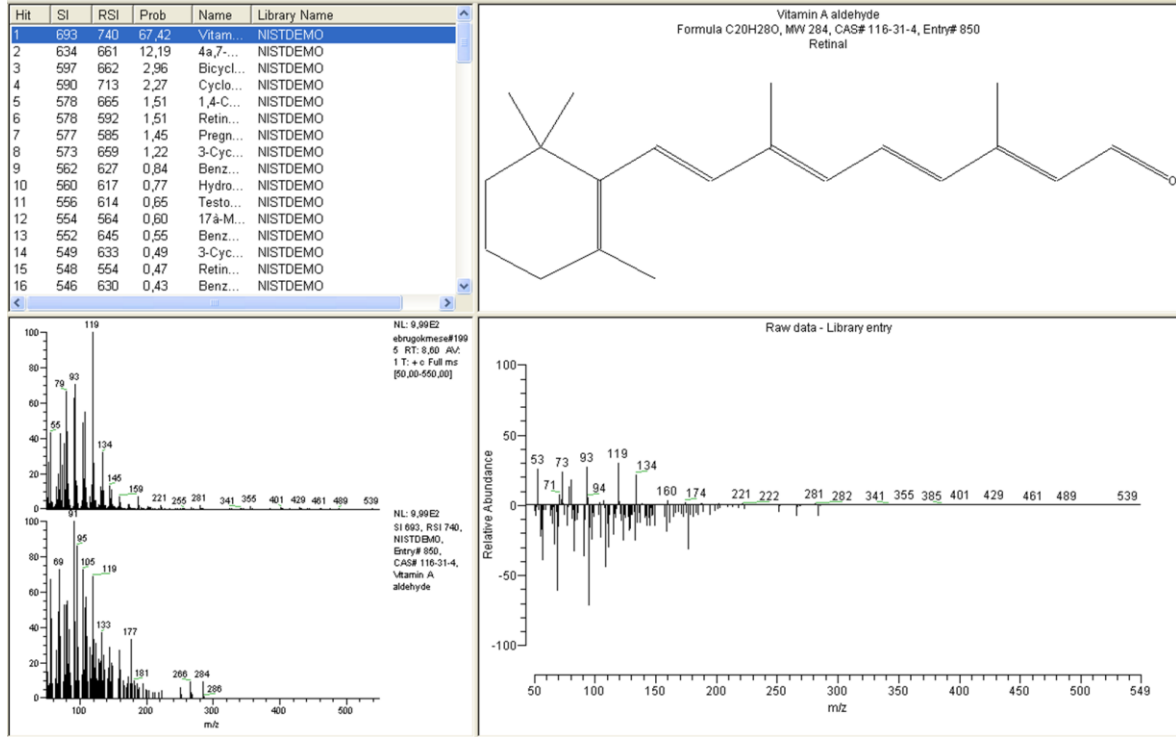 Hit SI RSI Prob Name Library Name
1 693 740 67,42 Vitam... NISTDEMO
2 634 661 12,19 4a,7-... NISTDEMO
3 597 662 2,96 Bicycl... NISTDEMO
4 590 713 2,27 Cyclo... NISTDEMO
5 578 665 1,51 1,4-C... NISTDEMO
6 578 592 1,51 Retin... NISTDEMO
7 577 585 1,45 Pregn... NISTDEMO
8 573 659 1,22 3-Cyc... NISTDEMO
9 562 627 0,84 Benz... NISTDEMO
10 560 617 0,77 Hydro... NISTDEMO
11 556 614 0,65 Testo... NISTDEMO
12 554 564 0,60 17à-M... NISTDEMO
13 552 645 0,55 Benz... NISTDEMO
14 549 633 0,49 3-Cyc... NISTDEMO
15 548 554 0,47 Retin... NISTDEMO
16 546 630 0,43 Benz... NISTDEMO
Vitamin A aldehyde
Formula C20H28O, MW 284, CAS# 116-31-4, Entry# 850
Retinal
O
119
100
80
79 93
60
55
40
134
20
145 159
221 255 281 341 355 401 429 461 489 539
0
NL: 9,99E2
ebrugokmese#199
5 RT: 8,60 AV:
1 T: + c Full ms
[50,00-550,00]
91
100
95
80
69 105 119
60
40
133 177
20
181 266 284
286
0
100 200 300 400 500
m/z
NL: 9,99E2
SI 693, RSI 740,
NISTDEMO,
Entry# 850,
CAS# 116-31-4,
Vitamin A
aldehyde
Raw data - Library entry
100
50
53 73 93 119 134
71 94 160 174 221 222 281 282 341 355 385 401 429 461 489 539
0
-50
-100
Relative Abundance
50 100 150 200 250 300 350 400 450 500 549
m/z